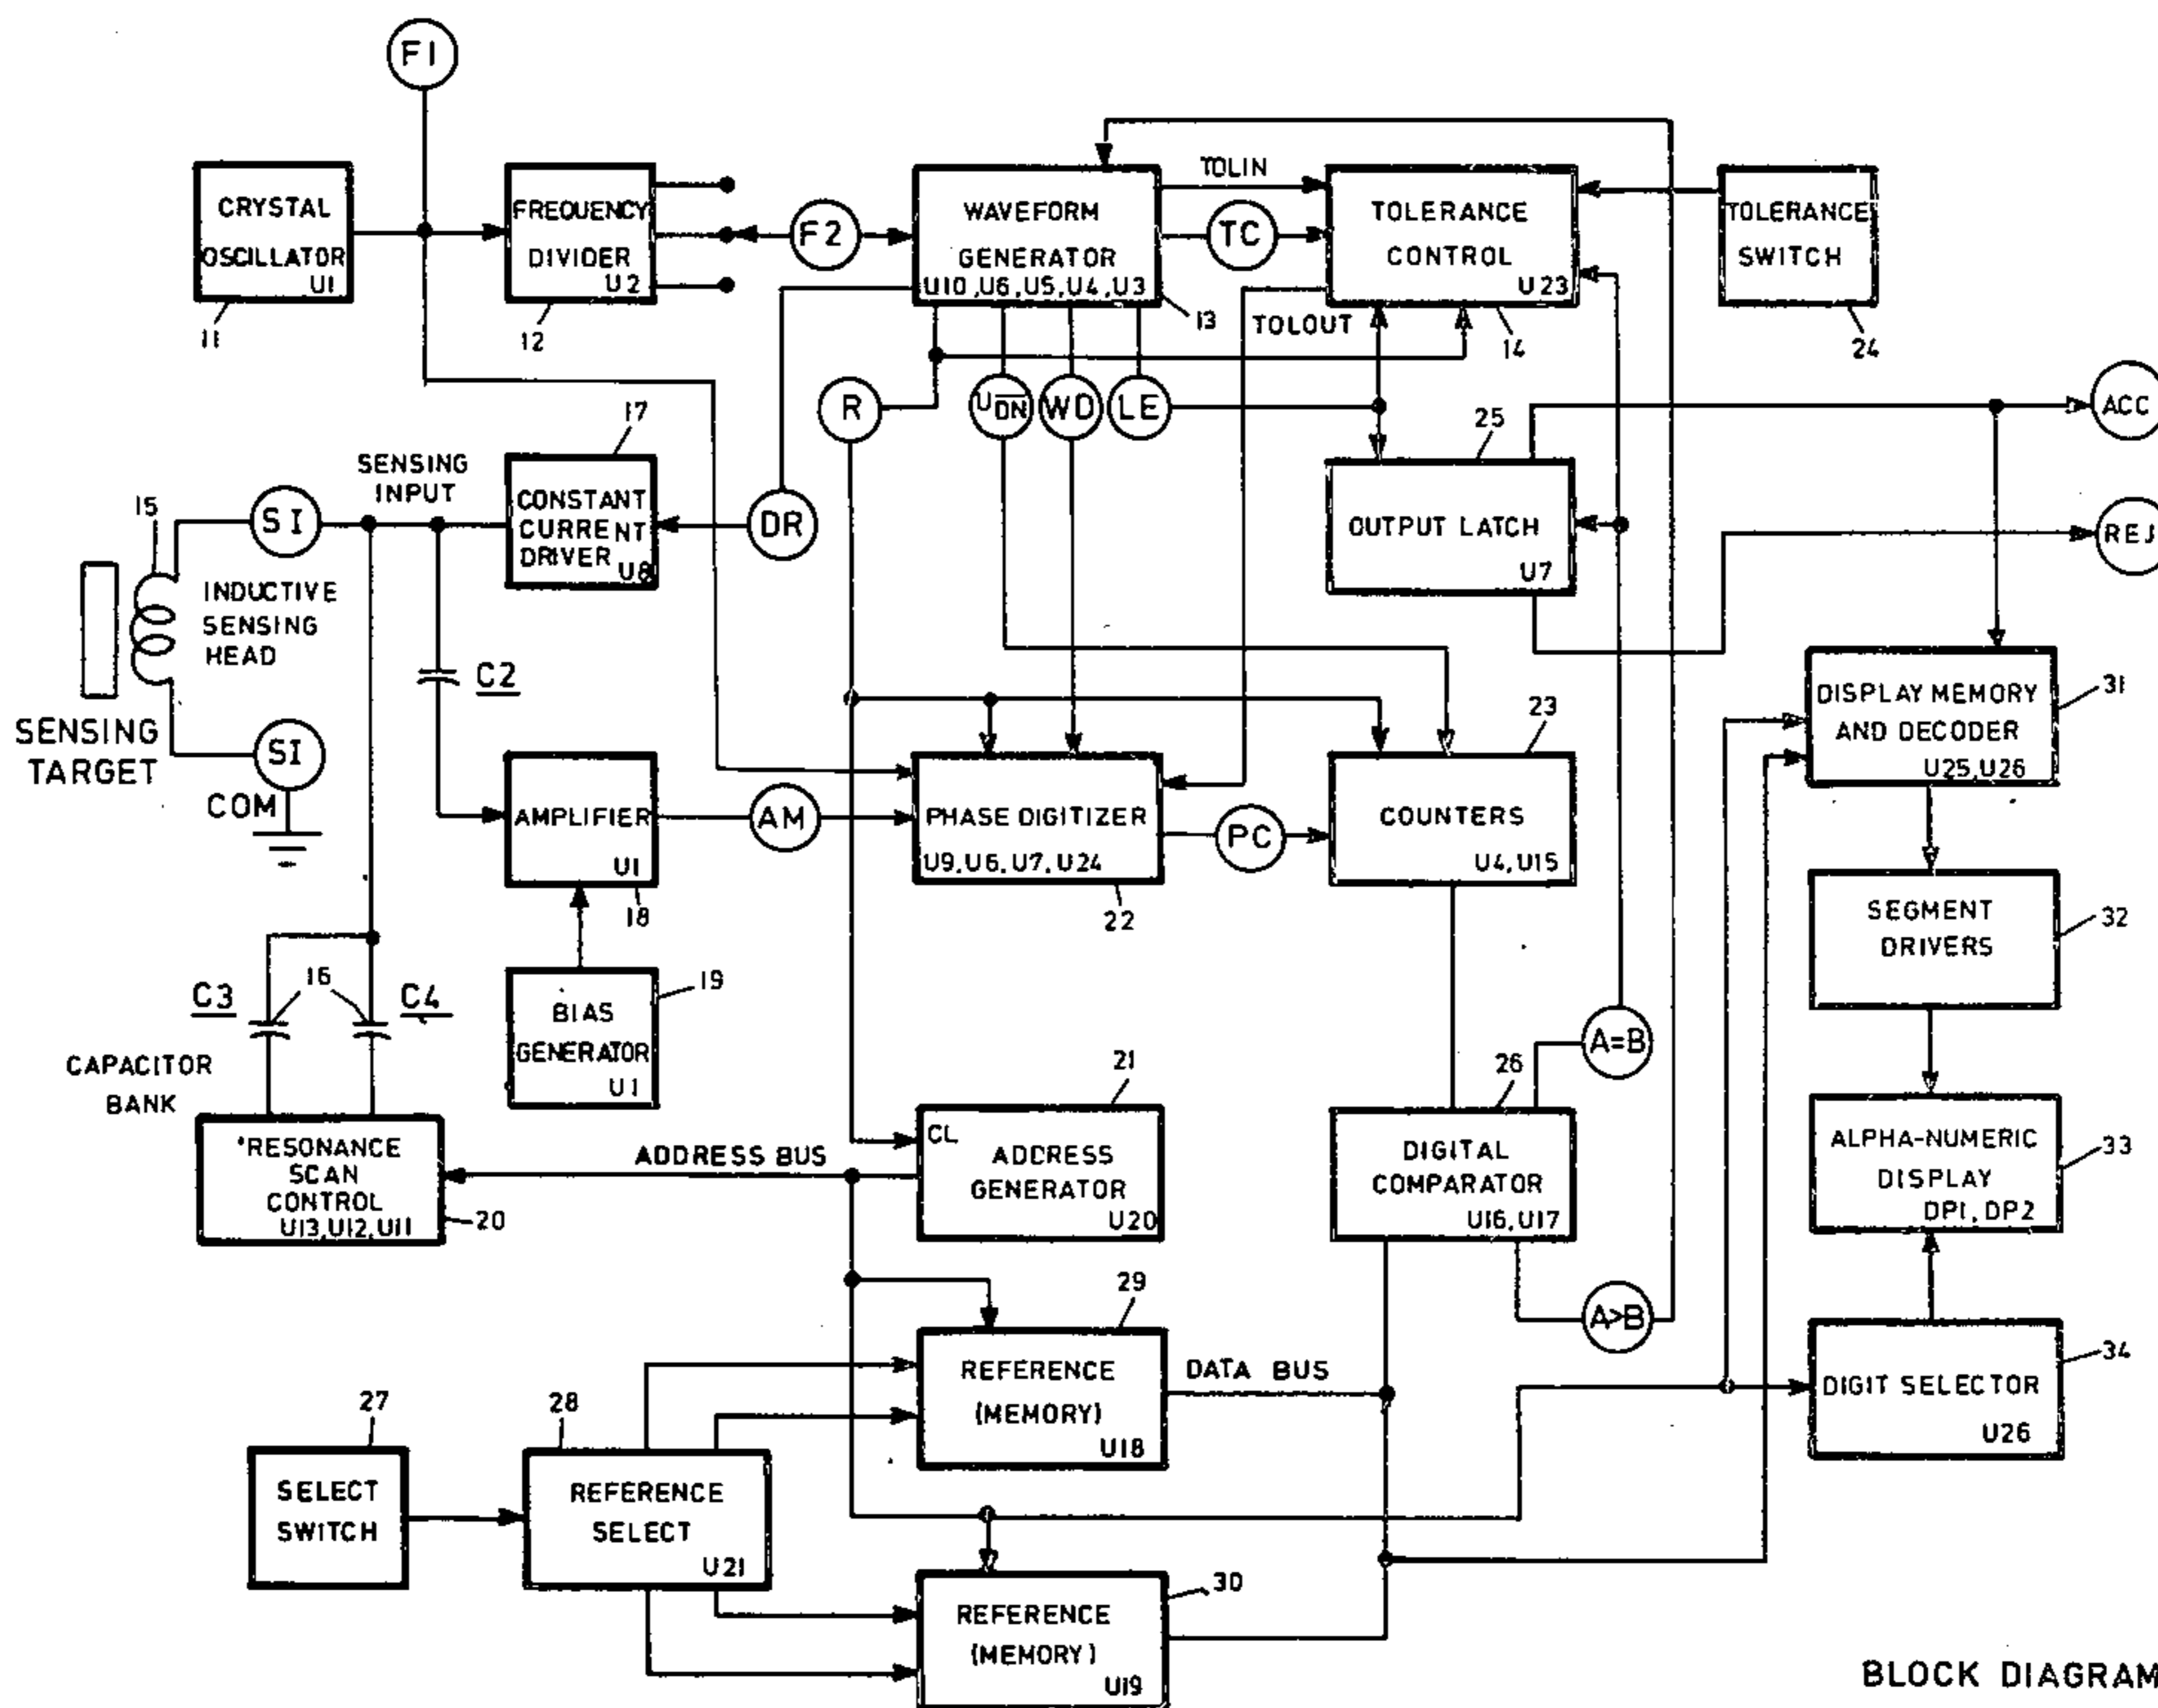 F1
CRYSTAL
OSCILLATOR
U1
11
FREQUENCY
DIVIDER
U2
12
F2
WAVEFORM
GENERATOR
U10,U6,U5,U4,U3
13
TOLIN
TC
TOLOUT
TOLERANCE
CONTROL
U23
14
TOLERANCE
SWITCH
24
R
UDN
WD
LE
ACC
REJ
15
SI
SENSING
INPUT
17
CONSTANT
CURRENT
DRIVER
U8
DR
25
OUTPUT LATCH
U7
INDUCTIVE
SENSING
HEAD
C2
SENSING
TARGET
SI
COM
AMPLIFIER
U1
18
AM
PHASE DIGITIZER
U9,U6,U7,U24
22
PC
23
COUNTERS
U4,U15
DISPLAY MEMORY
AND DECODER
U25,U26
31
SEGMENT
DRIVERS
32
C3
16
C4
CAPACITOR
BANK
BIAS
GENERATOR
U1
19
A=B
RESONANCE
SCAN
CONTROL
U13,U12,U11
20
ADDRESS BUS
21
CL
ADDRESS
GENERATOR
U20
26
DIGITAL
COMPARATOR
U16,U17
ALPHA-NUMERIC
DISPLAY
DP1, DP2
33
A>B
29
REFERENCE
(MEMORY)
U18
DATA BUS
34
DIGIT SELECTOR
U26
27
SELECT
SWITCH
28
REFERENCE
SELECT
U21
30
REFERENCE
(MEMORY)
U19
BLOCK DIAGRAM